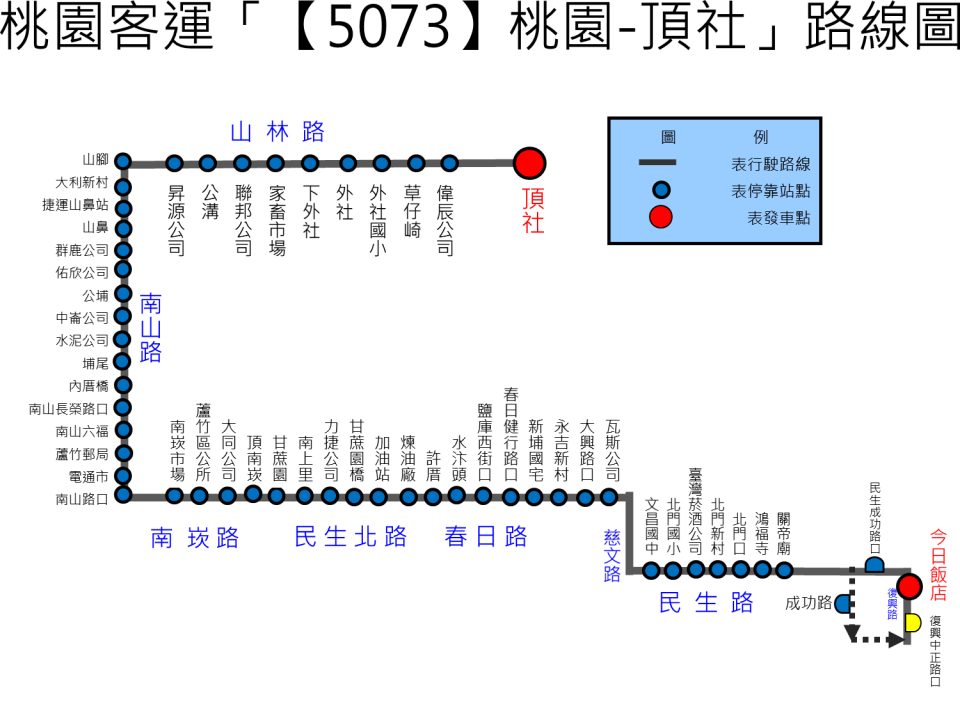 桃園客運「【5073】桃園-頂社」路線圖
圖 例
表行駛路線
表停靠站點
表發車點
山林路
頂社
偉辰公司
草仔崎
外社國小
外社
下外社
家畜市場
聯邦公司
公溝
昇源公司
山腳
大利新村
捷運山鼻站
山鼻
群鹿公司
佑欣公司
公埔
中崙公司
水泥公司
埔尾
內厝橋
南山長榮路口
南山六福
蘆竹郵局
電通市
南山路口
南山路
南崁市場
蘆竹區公所
大同公司
頂南崁
甘蔗園
南上里
力捷公司
甘蔗園橋
加油站
煉油廠
許厝
水汴頭
鹽庫西街口
春日健行路口
新埔國宅
永吉新村
大興路口
瓦斯公司
南崁路
民生北路
春日路
慈文路
文昌國中
北門國小
臺灣菸酒公司
北門新村
北門口
鴻福寺
關帝廟
民生路
民生成功路口
成功路
復興路
今日飯店
復興中正路口